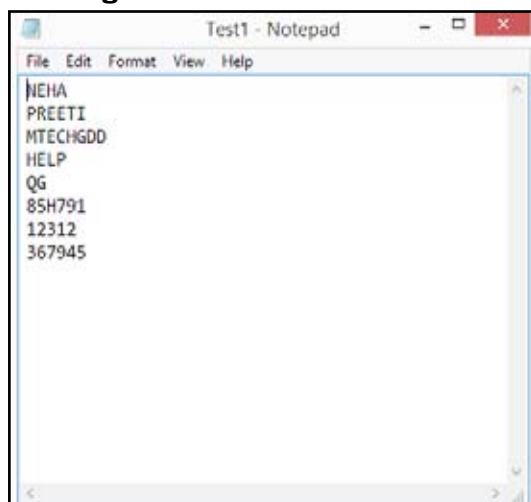 Test1 - Notepad
File Edit Format View Help
NEHA
PREETI
MTECHGDD
HELP
QG
85H791
12312
367945